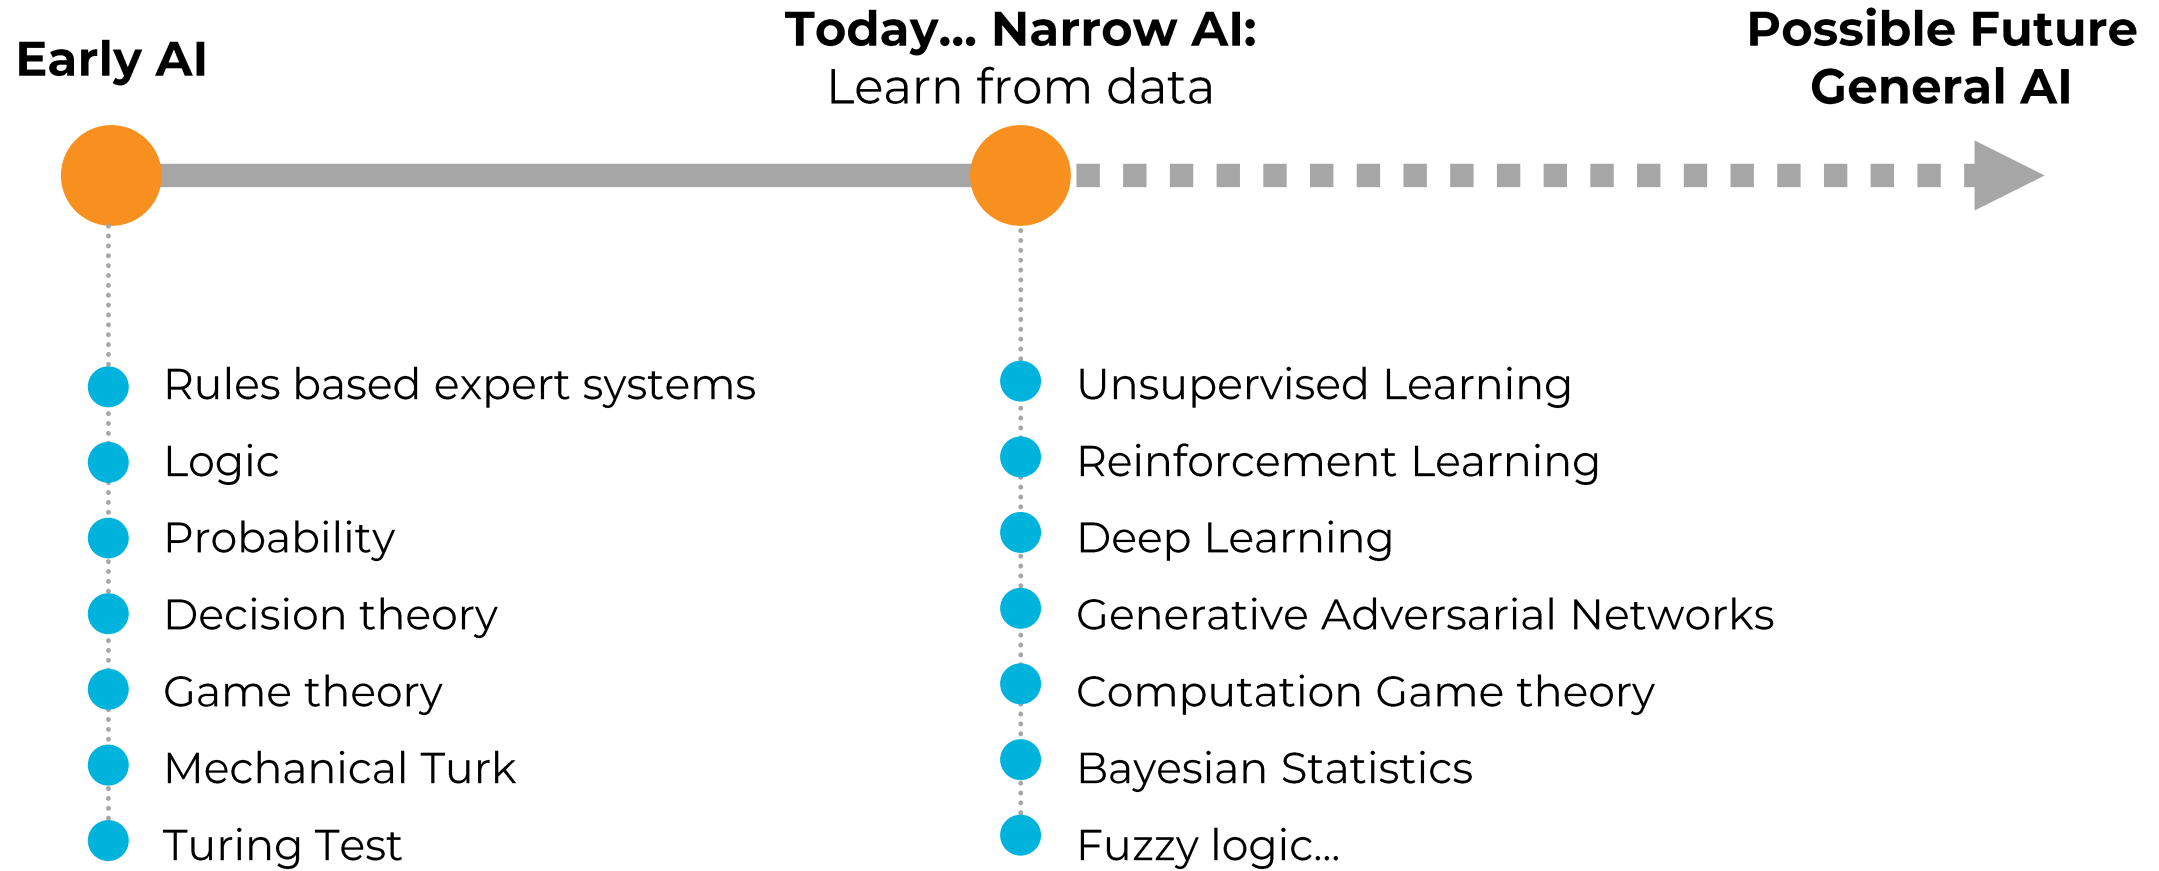 Early AI
Today... Narrow AI:
Learn from data
Possible Future
General AI
Rules based expert systems
Logic
Probability
Decision theory
Game theory
Mechanical Turk
Turing Test
Unsupervised Learning
Reinforcement Learning
Deep Learning
Generative Adversarial Networks
Computation Game theory
Bayesian Statistics
Fuzzy logic...